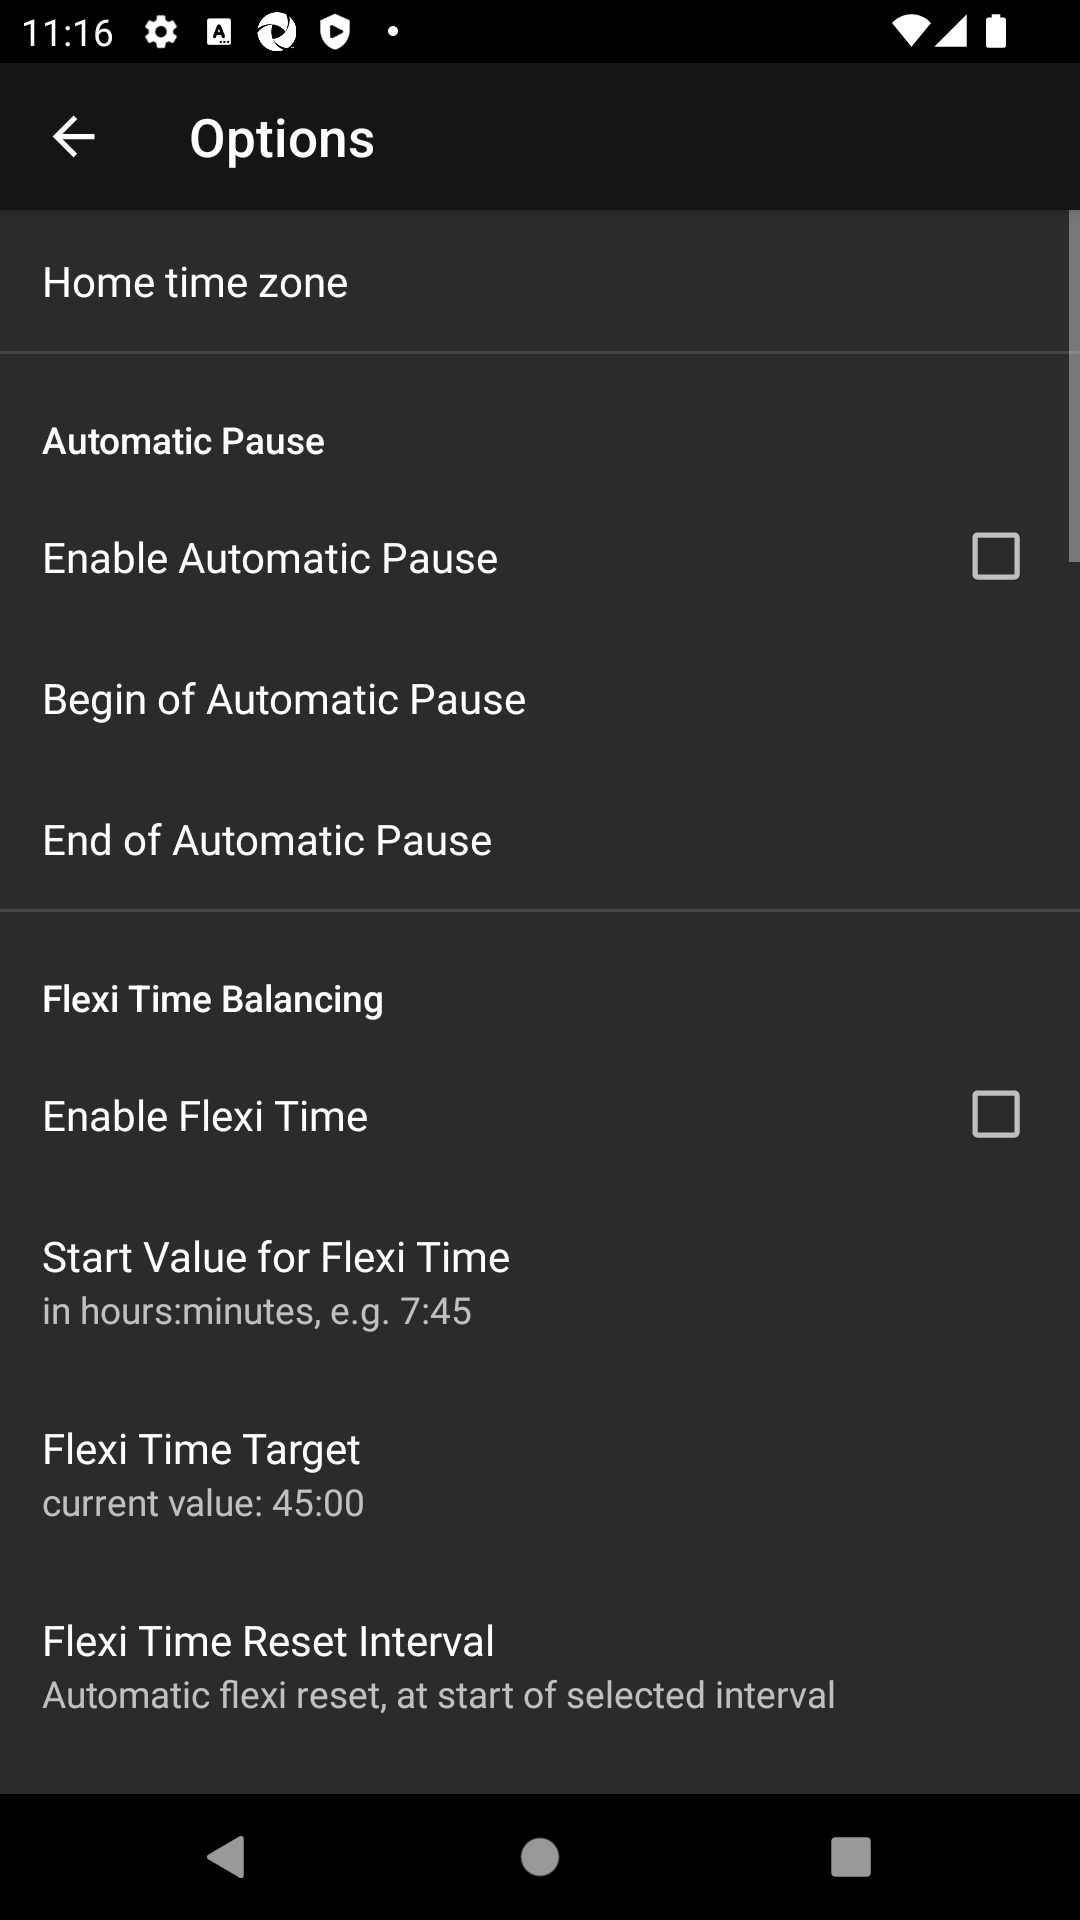 11:16
Options
Home time zone
Automatic Pause
Enable Automatic Pause
Begin of Automatic Pause
End of Automatic Pause
Flexi Time Balancing
Enable Flexi Time
Start Value for Flexi Time
in hours:minutes, e.g. 7:45
Flexi Time Target
current value: 45:00
Flexi Time Reset Interval
Automatic flexi reset, at start of selected interval